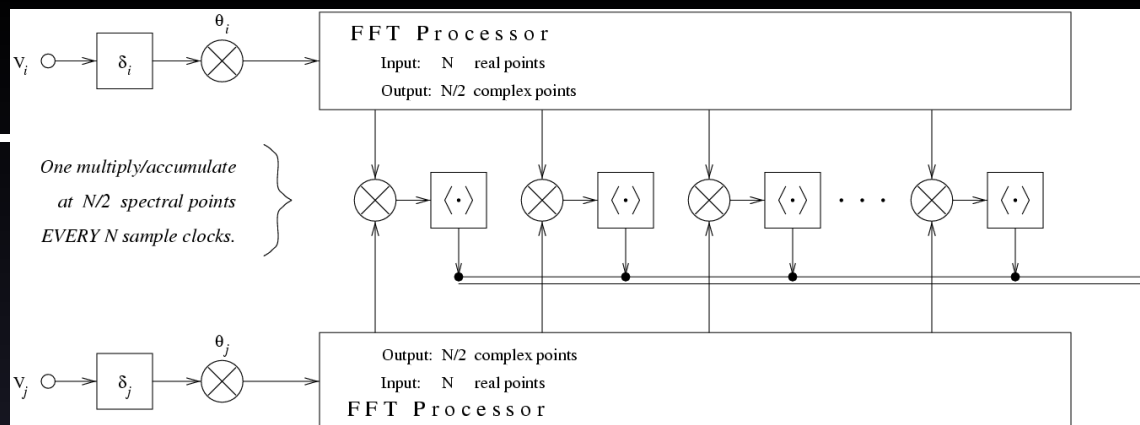 θi
FFT Processor
Vi δi Input: N real points
Output: N/2 complex points
One multiply/accumulate
at N/2 spectral points
EVERY N sample clocks.
⟨·⟩ ⟨·⟩ ⟨·⟩ · · · ⟨·⟩
θj
Output: N/2 complex points
Vj δj Input: N real points
FFT Processor